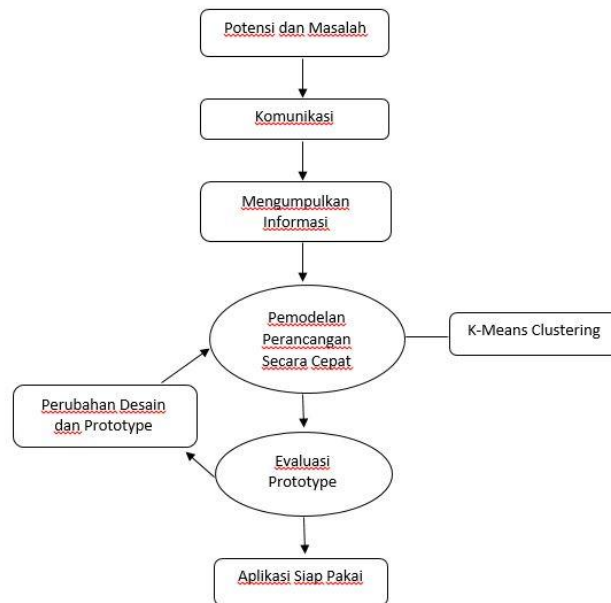 Potensi dan Masalah
Komunikasi
Mengumpulkan
Informasi
Pemodelan
Perancangan
Secara Cepat
K-Means Clustering
Perubahan Desain
dan Prototype
Evaluasi
Prototype
Aplikasi Siap Pakai